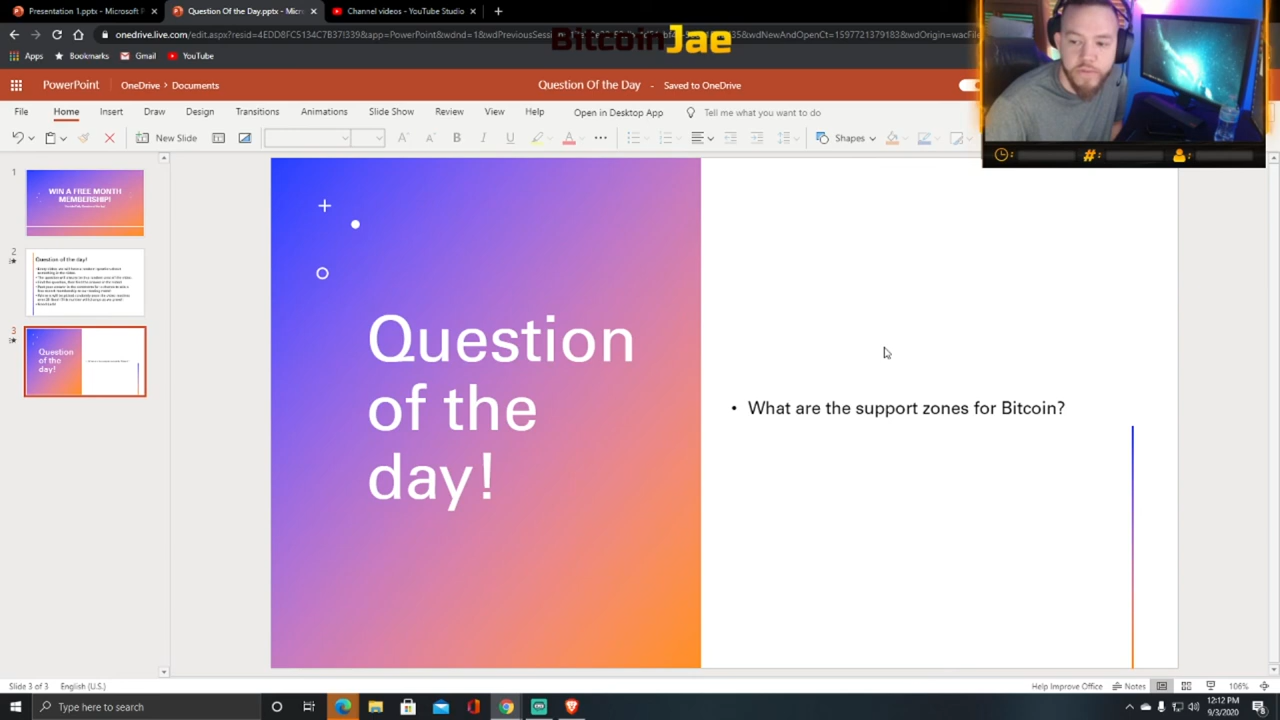 Presentation 1.pptx - Microsoft P
Question Of the Day.pptx - Micros
Channel videos - YouTube Studio
BitcoinJae
Apps
Bookmarks
Gmail
YouTube
PowerPoint
OneDrive > Documents
Question Of the Day - Saved to OneDrive
File
Home
Insert
Draw
Design
Transitions
Animations
Slide Show
Review
View
Help
Open in Desktop App
Tell me what you want to do
New Slide
B
I
U
A
Shapes
#:
1
WIN A FREE MONTH
MEMBERSHIP!
2
Question of the day!
3
Question
of the
day!
Question
of the
day!
• What are the support zones for Bitcoin?
Slide 3 of 3
English (U.S.)
Help Improve Office
Notes
106%
Type here to search
12:12 PM
9/3/2020